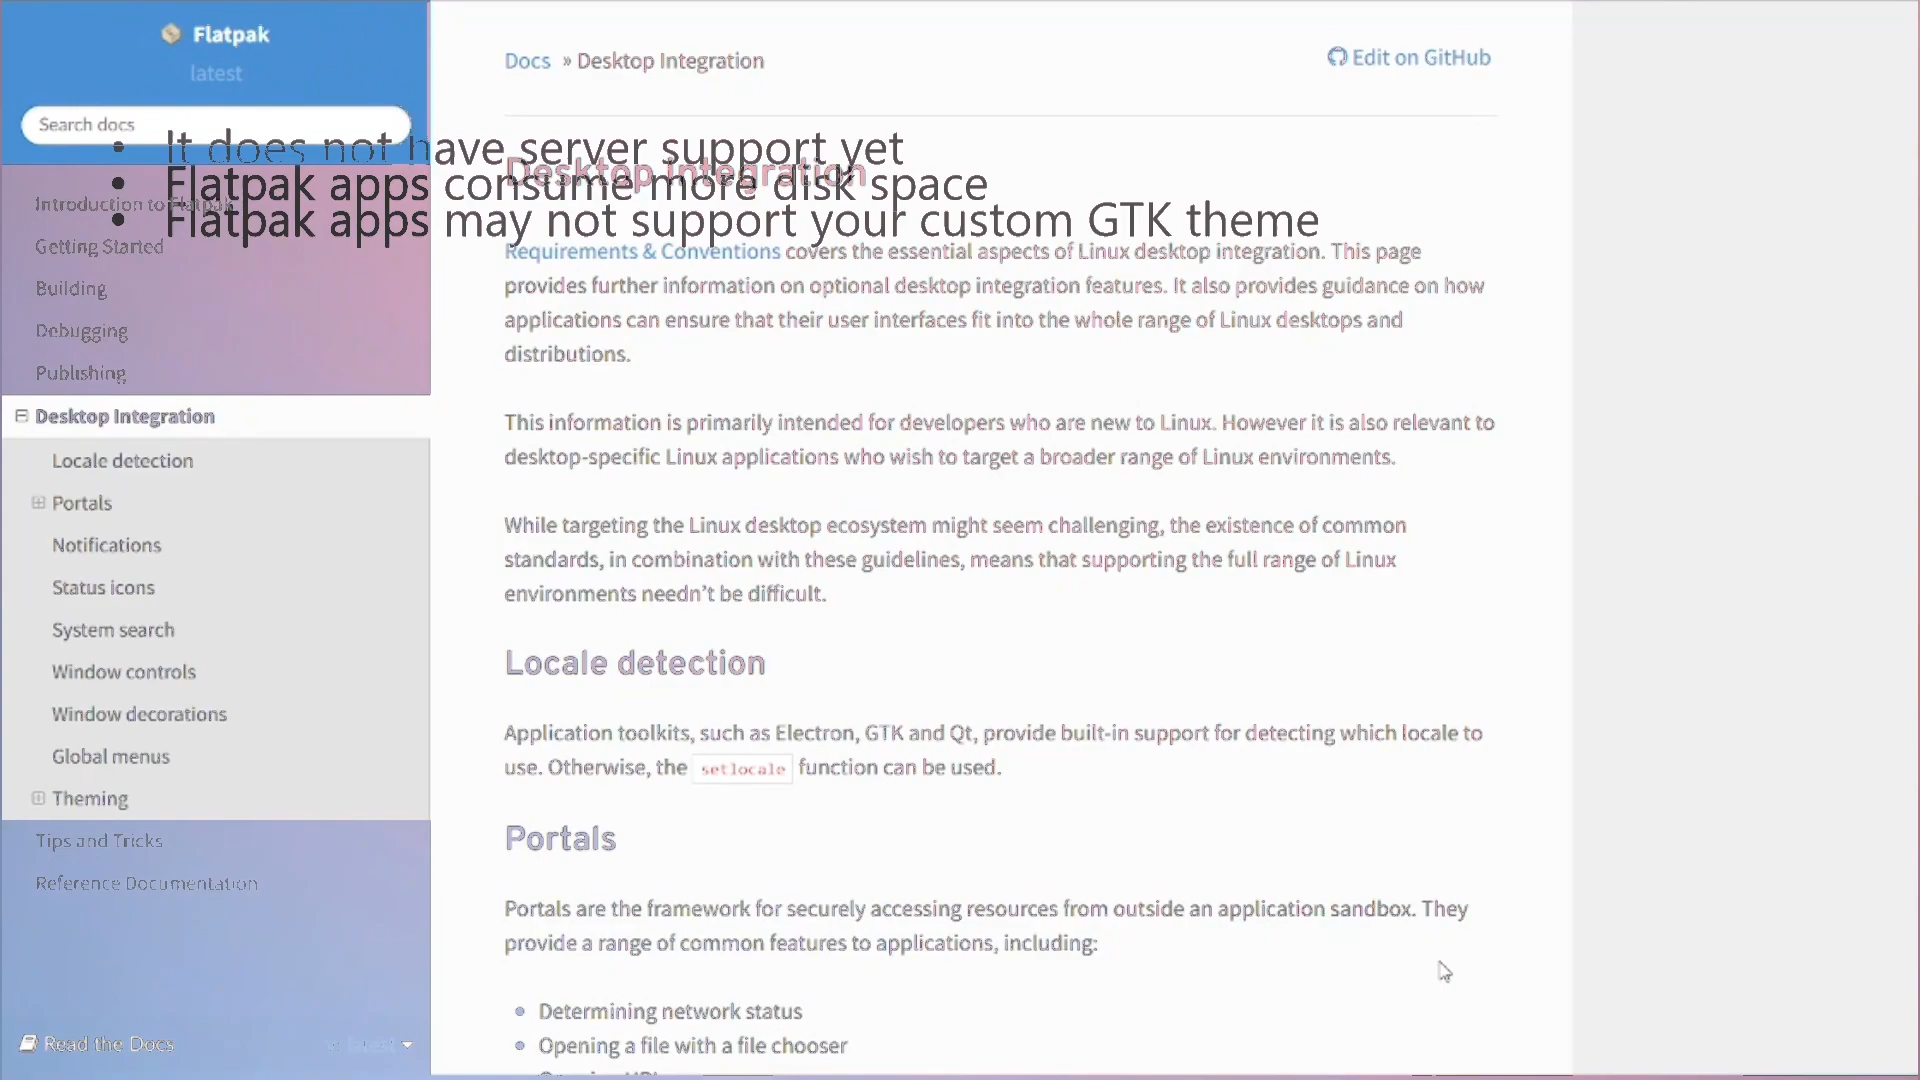 Flatpak
latest
Search docs
Introduction to Flatpak
Getting Started
Building
Debugging
Publishing
Desktop Integration
Locale detection
Portals
Notifications
Status icons
System search
Window controls
Window decorations
Global menus
Theming
Tips and Tricks
Reference Documentation
Read the Docs
v: latest
• It does not have server support yet
• Flatpak apps consume more disk space
• Flatpak apps may not support your custom GTK theme
Docs » Desktop Integration
Edit on GitHub
Desktop Integration
Requirements & Conventions covers the essential aspects of Linux desktop integration. This page
provides further information on optional desktop integration features. It also provides guidance on how
applications can ensure that their user interfaces fit into the whole range of Linux desktops and
distributions.
This information is primarily intended for developers who are new to Linux. However it is also relevant to
desktop-specific Linux applications who wish to target a broader range of Linux environments.
While targeting the Linux desktop ecosystem might seem challenging, the existence of common
standards, in combination with these guidelines, means that supporting the full range of Linux
environments needn't be difficult.
Locale detection
Application toolkits, such as Electron, GTK and Qt, provide built-in support for detecting which locale to
use. Otherwise, the setlocale function can be used.
Portals
Portals are the framework for securely accessing resources from outside an application sandbox. They
provide a range of common features to applications, including:
• Determining network status
• Opening a file with a file chooser